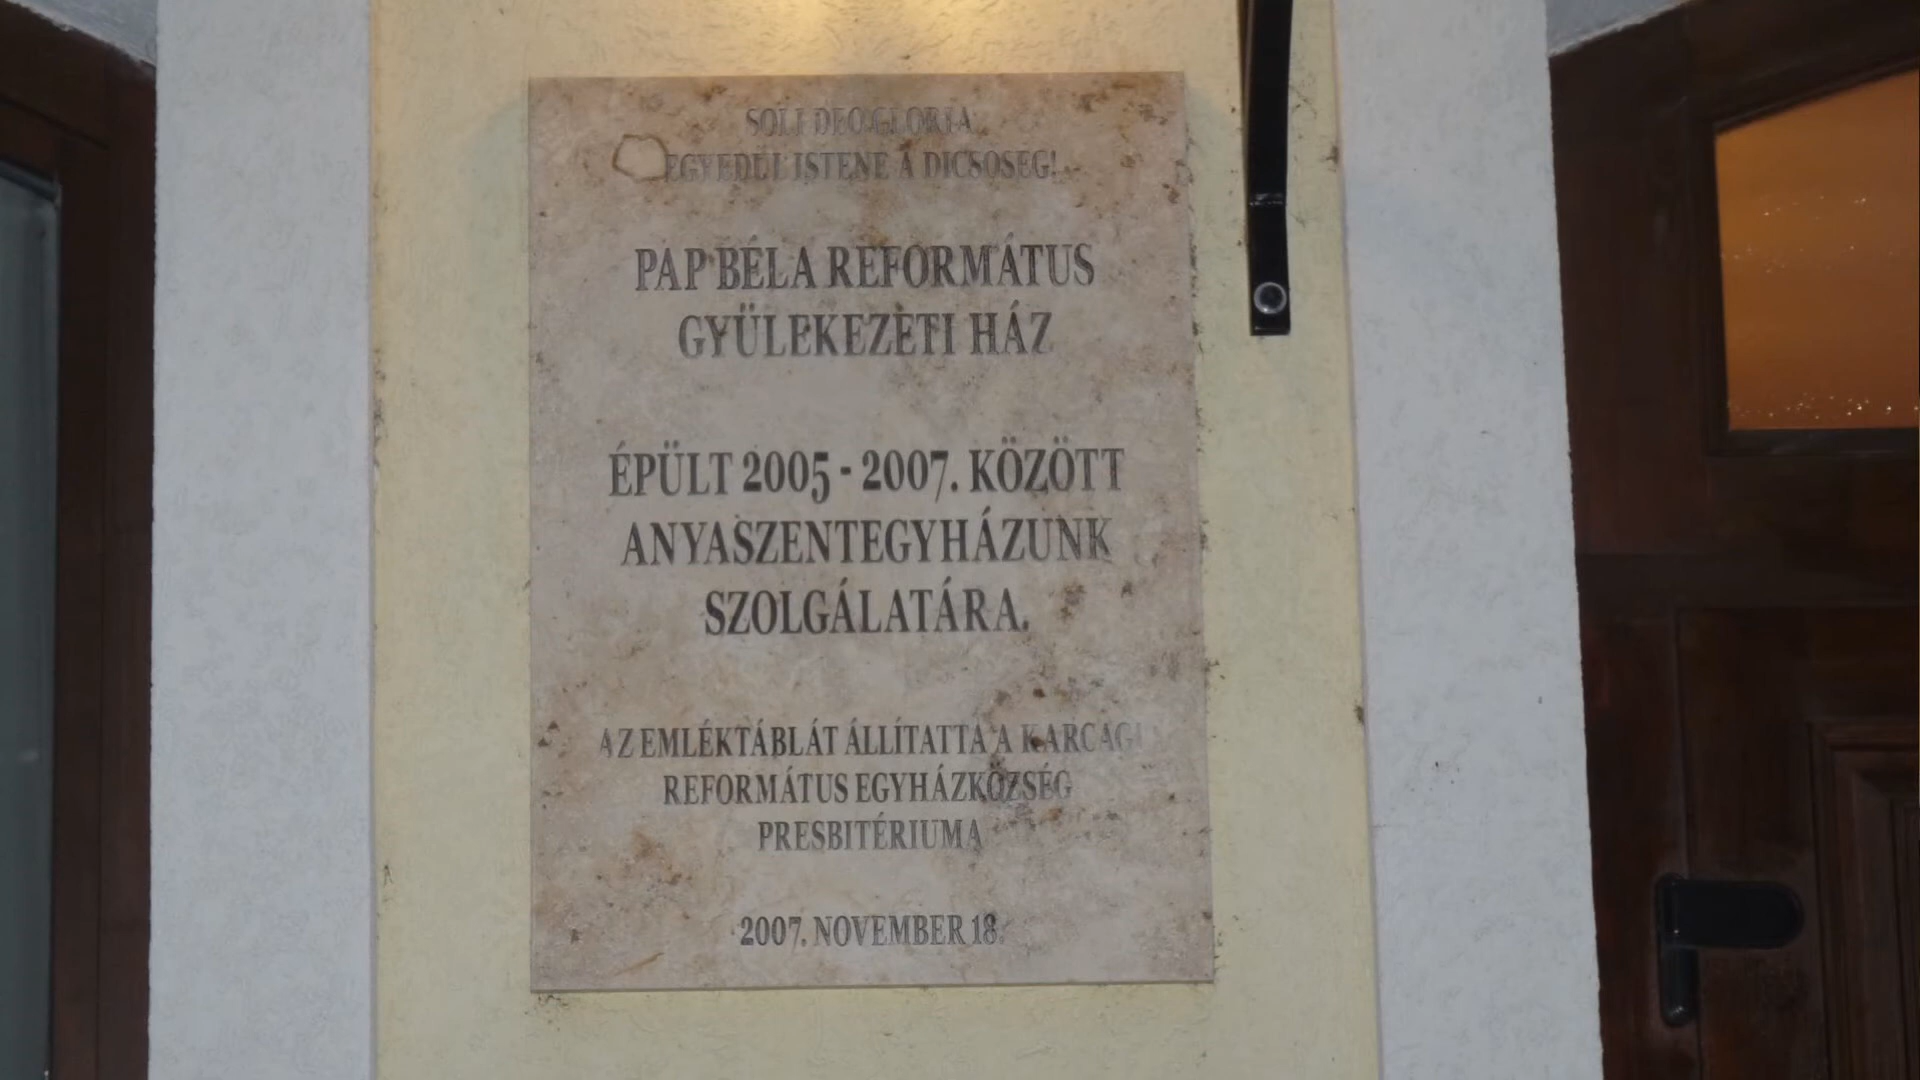 SOLI DEO GLORIA
EGYEDÜL ISTENÉ A DICSŐSÉG!
PAP BÉLA REFORMÁTUS
GYÜLEKEZETI HÁZ
ÉPÜLT 2005 - 2007. KÖZÖTT
ANYASZENTEGYHÁZUNK
SZOLGÁLATÁRA.
AZ EMLÉKTÁBLÁT ÁLLÍTATTA A KARCAGI
REFORMÁTUS EGYHÁZKÖZSÉG
PRESBITÉRIUMA
2007. NOVEMBER 18.